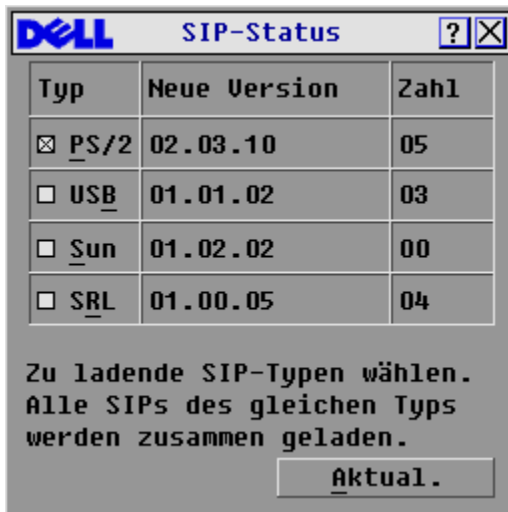 DELL SIP-Status ? X
Typ Neue Version Zahl
PS/2 02.03.10 05
USB 01.01.02 03
Sun 01.02.02 00
SRL 01.00.05 04
Zu ladende SIP-Typen wählen.
Alle SIPs des gleichen Typs
werden zusammen geladen.
Aktual.